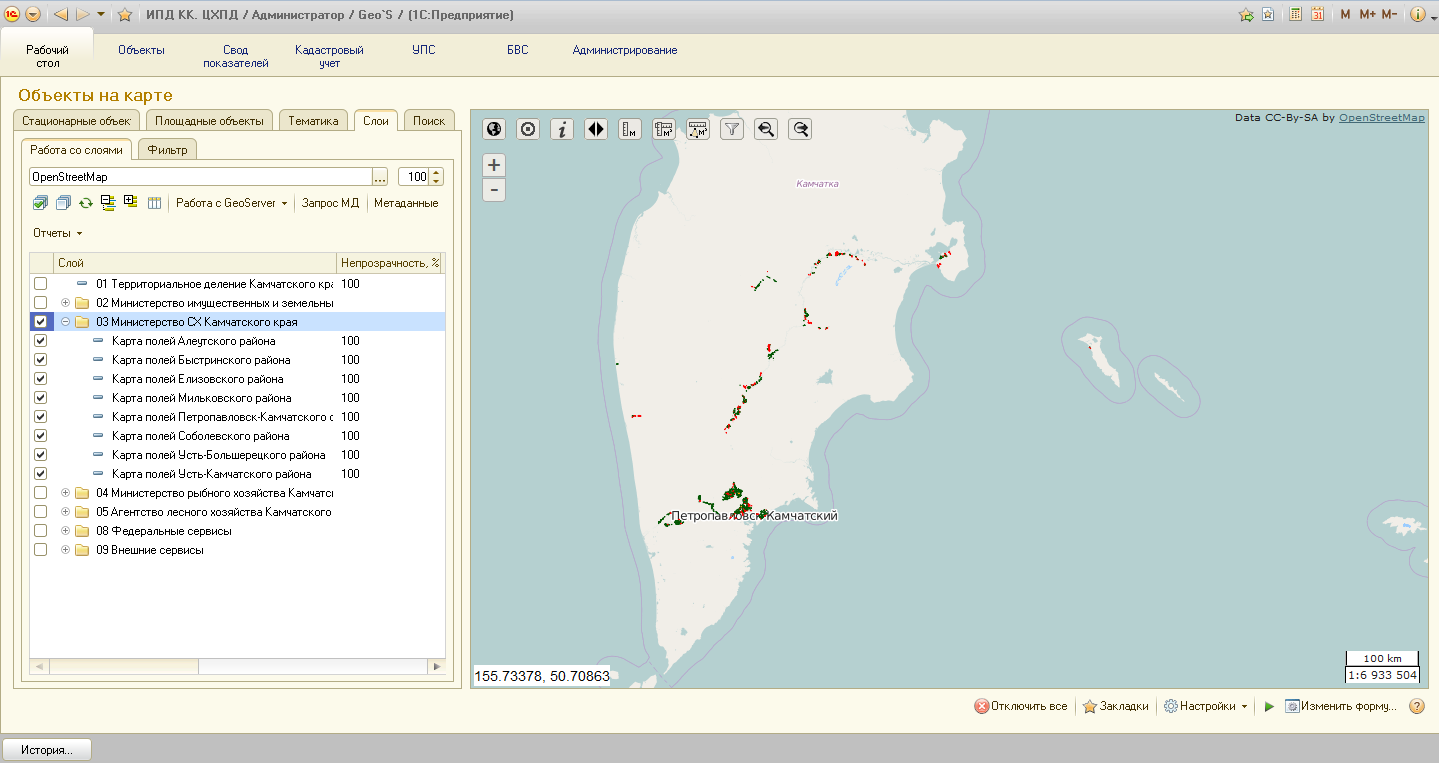 ИПД КК. ЦХПД / Администратор / Geo`S / (1С:Предприятие)
M M+ M-
Рабочий
стол
Объекты
Свод
показателей
Кадастровый
учет
УПС
БВС
Администрирование
Объекты на карте
Стационарные объек
Площадные объекты
Тематика
Слои
Поиск
Работа со слоями
Фильтр
OpenStreetMap
...
100
Работа с GeoServer
Запрос МД
Метаданные
Отчеты
Слой
Непрозрачность, %
01 Территориальное деление Камчатского кра
100
02 Министерство имущественных и земельны
03 Министерство СХ Камчатского края
Карта полей Алеутского района
100
Карта полей Быстринского района
100
Карта полей Елизовского района
100
Карта полей Мильковского района
100
Карта полей Петропавловск-Камчатского о
100
Карта полей Соболевского района
100
Карта полей Усть-Большерецкого района
100
Карта полей Усть-Камчатского района
100
04 Министерство рыбного хозяйства Камчатс
05 Агентство лесного хозяйства Камчатского
08 Федеральные сервисы
09 Внешние сервисы
Data CC-By-SA by OpenStreetMap
+
-
Камчатка
Петропавловск-Камчатский
155.73378, 50.70863
100 km
1:6 933 504
Отключить все
Закладки
Настройки
Изменить форму...
История...